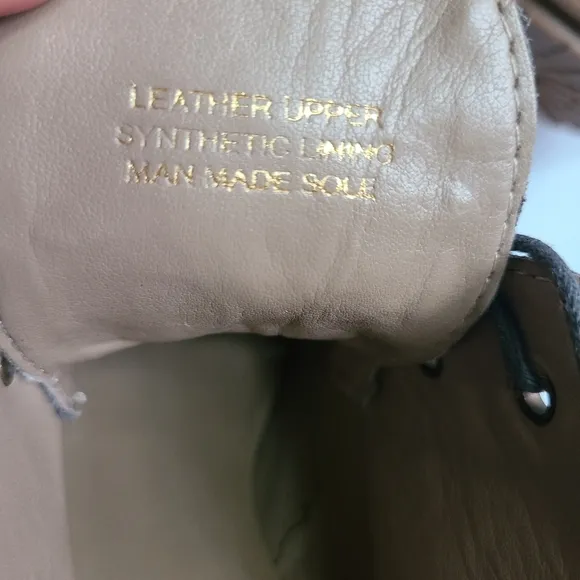 LEATHER UPPER
SYNTHETIC LINING
MAN MADE SOLE